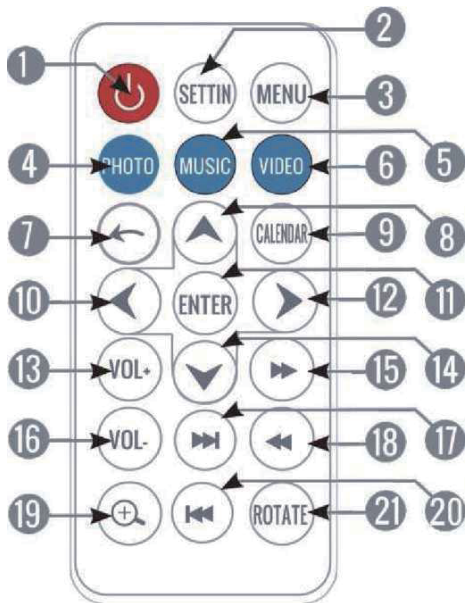 2
1 SETTIN MENU 3
4 PHOTO MUSIC VIDEO 6 5
7 CALENDAR 9 8
10 ENTER 12 11
13 VOL+ 15 14
16 VOL- 18 17
19 ROTATE 21 20